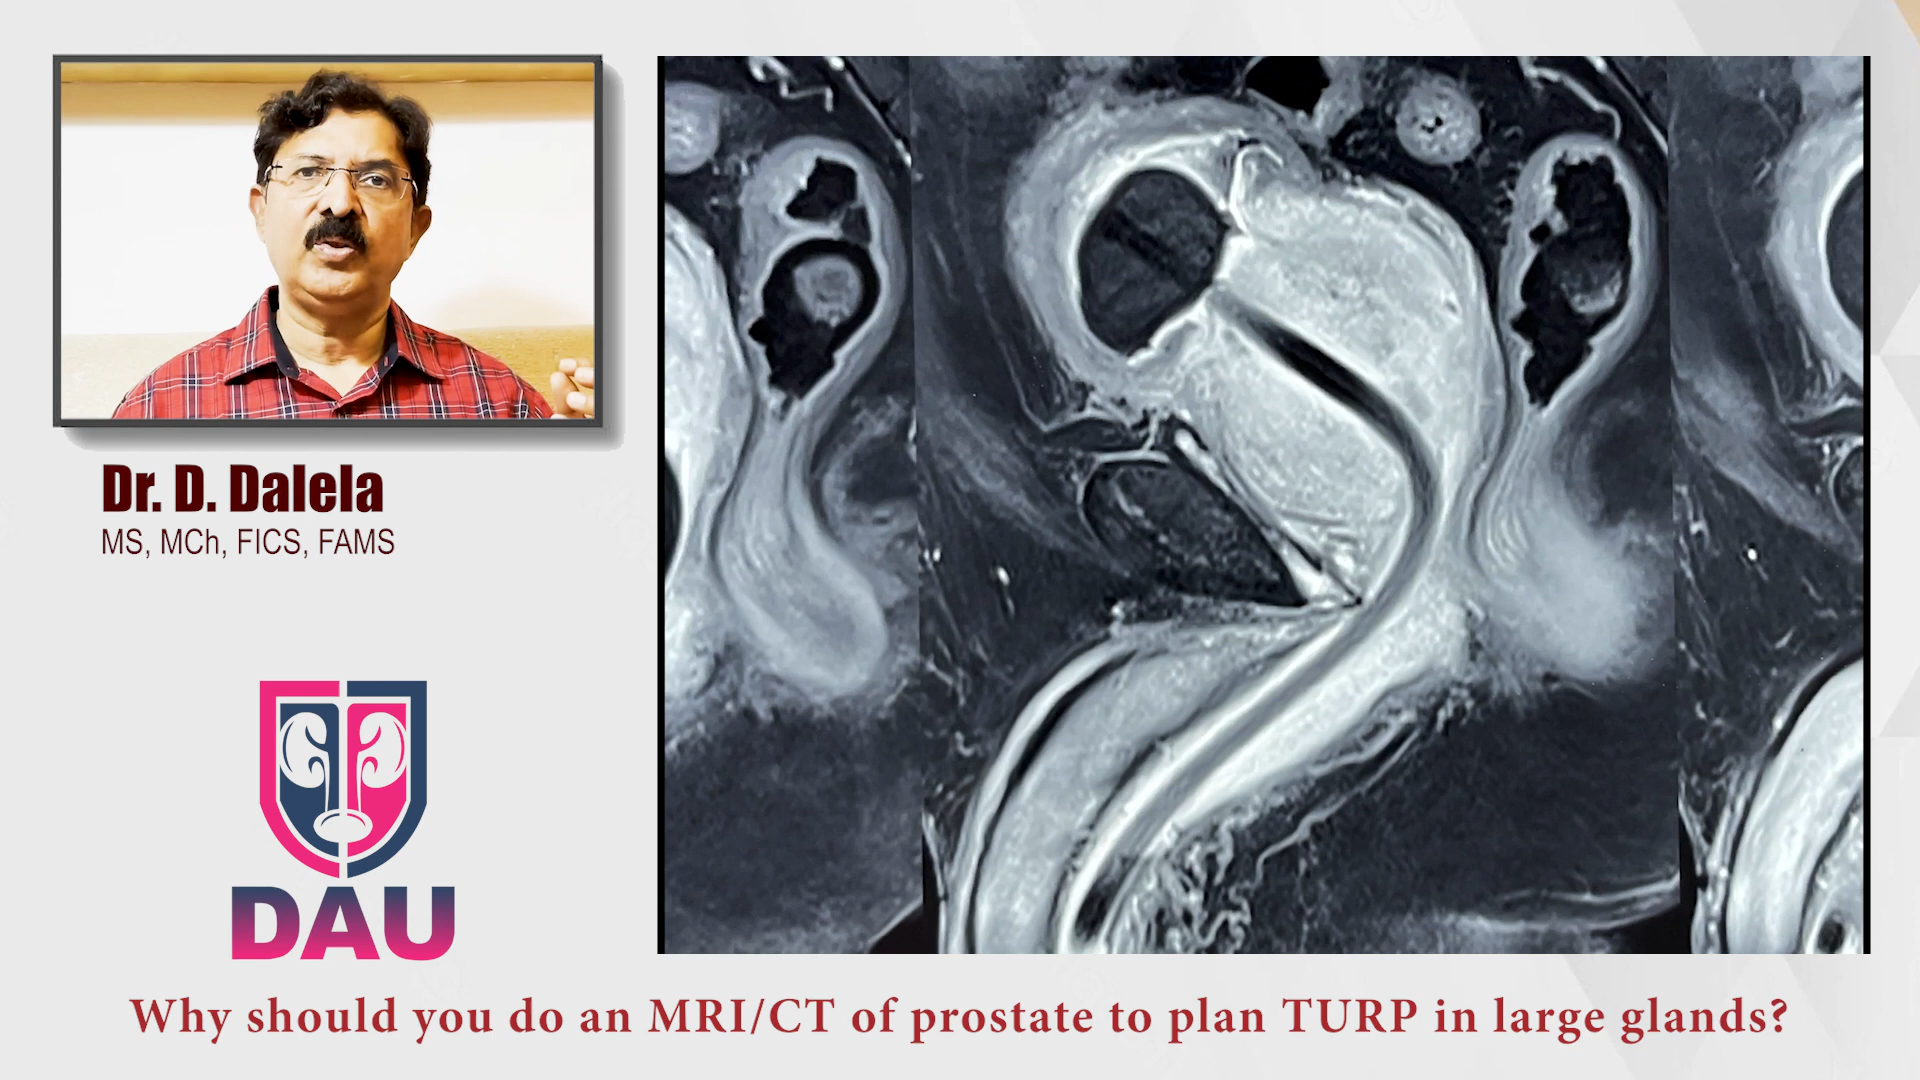 Dr. D. Dalela
MS, MCh, FICS, FAMS
DAU
Why should you do an MRI/CT of prostate to plan TURP in large glands?